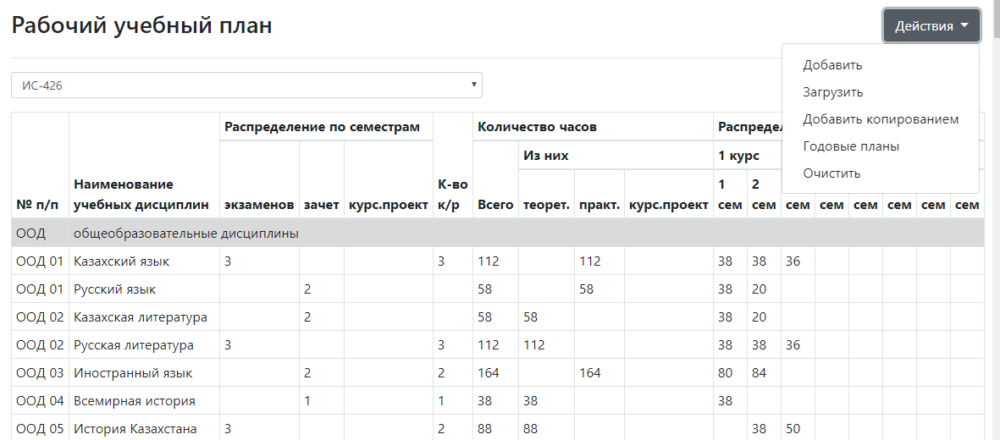 Рабочий учебный план
Действия
Добавить
Загрузить
Добавить копированием
Годовые планы
Очистить
ИС-426
Распределение по семестрам Количество часов Распредел
Из них 1 курс
№ п/п Наименование учебных дисциплин экзаменов зачет курс.проект К-во к/р Всего теорет. практ. курс.проект 1 сем 2 сем сем сем сем сем сем сем
ООД общеобразовательные дисциплины
ООД 01 Казахский язык 3 3 112 112 38 38 36
ООД 01 Русский язык 2 58 58 38 20
ООД 02 Казахская литература 2 58 58 38 20
ООД 02 Русская литература 3 3 112 112 38 38 36
ООД 03 Иностранный язык 2 2 164 164 80 84
ООД 04 Всемирная история 1 1 38 38 38
ООД 05 История Казахстана 3 2 88 88 38 50